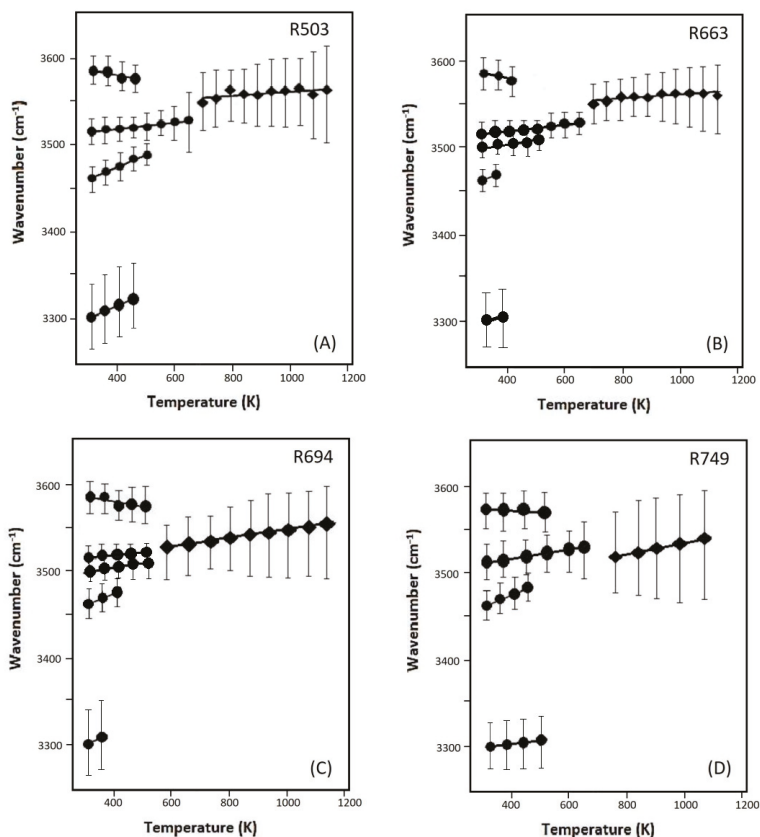 R503
3600
3500
3400
3300
Wavenumber (cm⁻¹)
(A)
400 600 800 1000 1200
Temperature (K)
R663
3600
3500
3400
3300
Wavenumber (cm⁻¹)
(B)
400 600 800 1000 1200
Temperature (K)
R694
3600
3500
3400
3300
Wavenumber (cm⁻¹)
(C)
400 600 800 1000 1200
Temperature (K)
R749
3600
3500
3400
3300
Wavenumber (cm⁻¹)
(D)
400 600 800 1000 1200
Temperature (K)